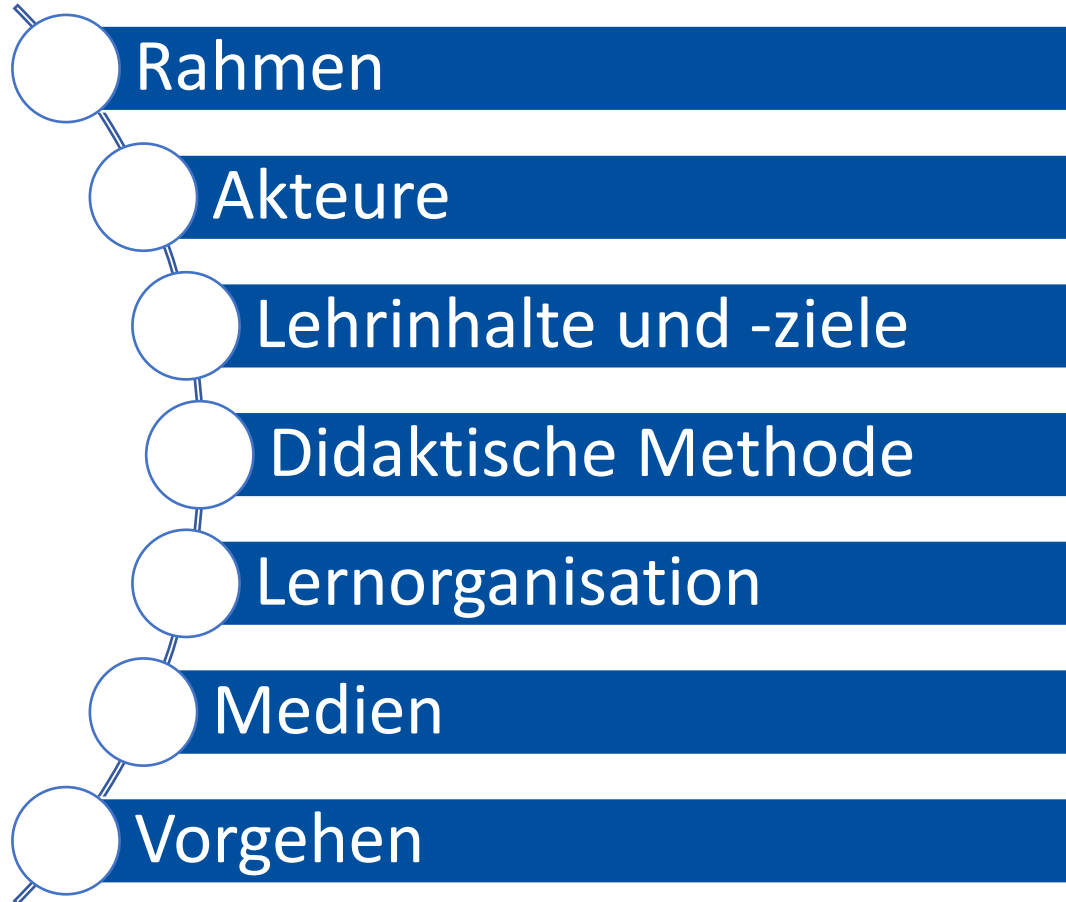 Rahmen
Akteure
Lehrinhalte und -ziele
Didaktische Methode
Lernorganisation
Medien
Vorgehen